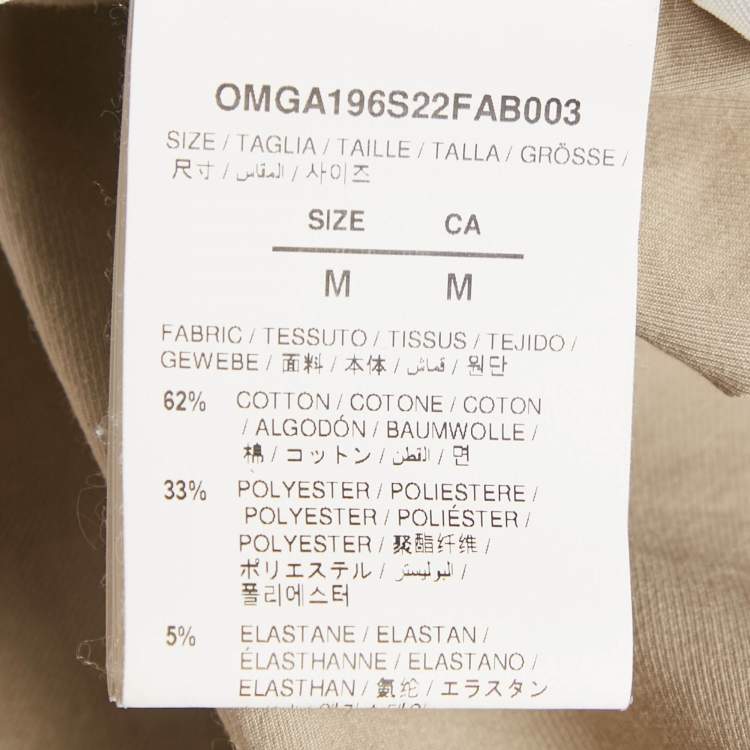 OMGA196S22FAB003
SIZE / TAGLIA / TAILLE / TALLA / GRÖSSE /
尺寸 / المقاس / 사이즈
SIZE CA
M M
FABRIC / TESSUTO / TISSUS / TEJIDO /
GEWEBE / 面料 / 本体 / قماش / 원단
62% COTTON / COTONE / COTON
/ ALGODÓN / BAUMWOLLE /
棉 / コットン / القطن / 면
33% POLYESTER / POLIESTERE /
POLYESTER / POLIÉSTER /
POLYESTER / 聚酯纤维 /
ポリエステル / البوليستر /
폴리에스터
5% ELASTANE / ELASTAN /
ÉLASTHANNE / ELASTANO /
ELASTHAN / 氨纶 / エラスタン